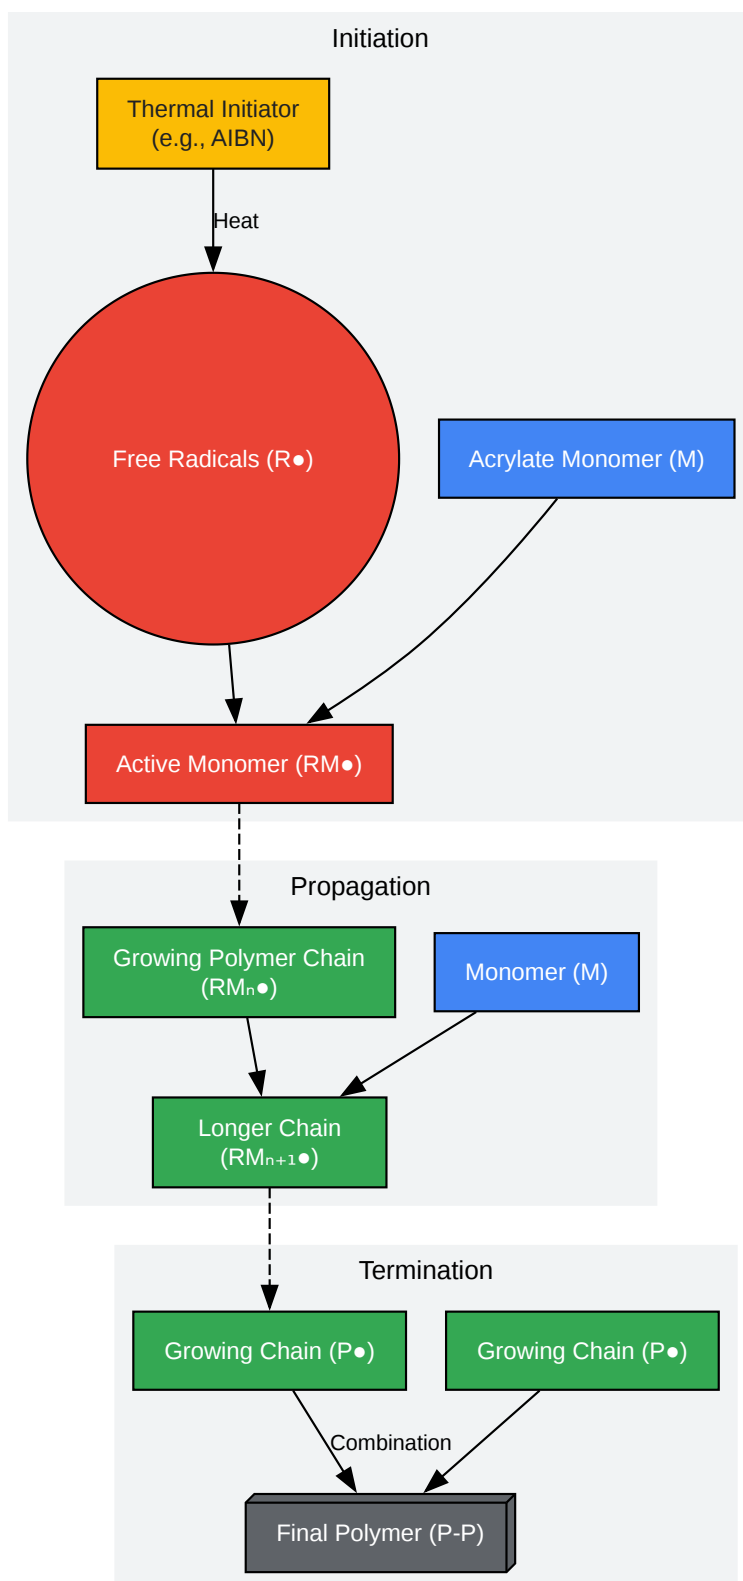 Initiation
Thermal Initiator
(e.g., AIBN)
Heat
Free Radicals (R●)
Acrylate Monomer (M)
Active Monomer (RM●)
Propagation
Growing Polymer Chain
(RMₙ●)
Monomer (M)
Longer Chain
(RMₙ₊₁●)
Termination
Growing Chain (P●)
Growing Chain (P●)
Combination
Final Polymer (P-P)